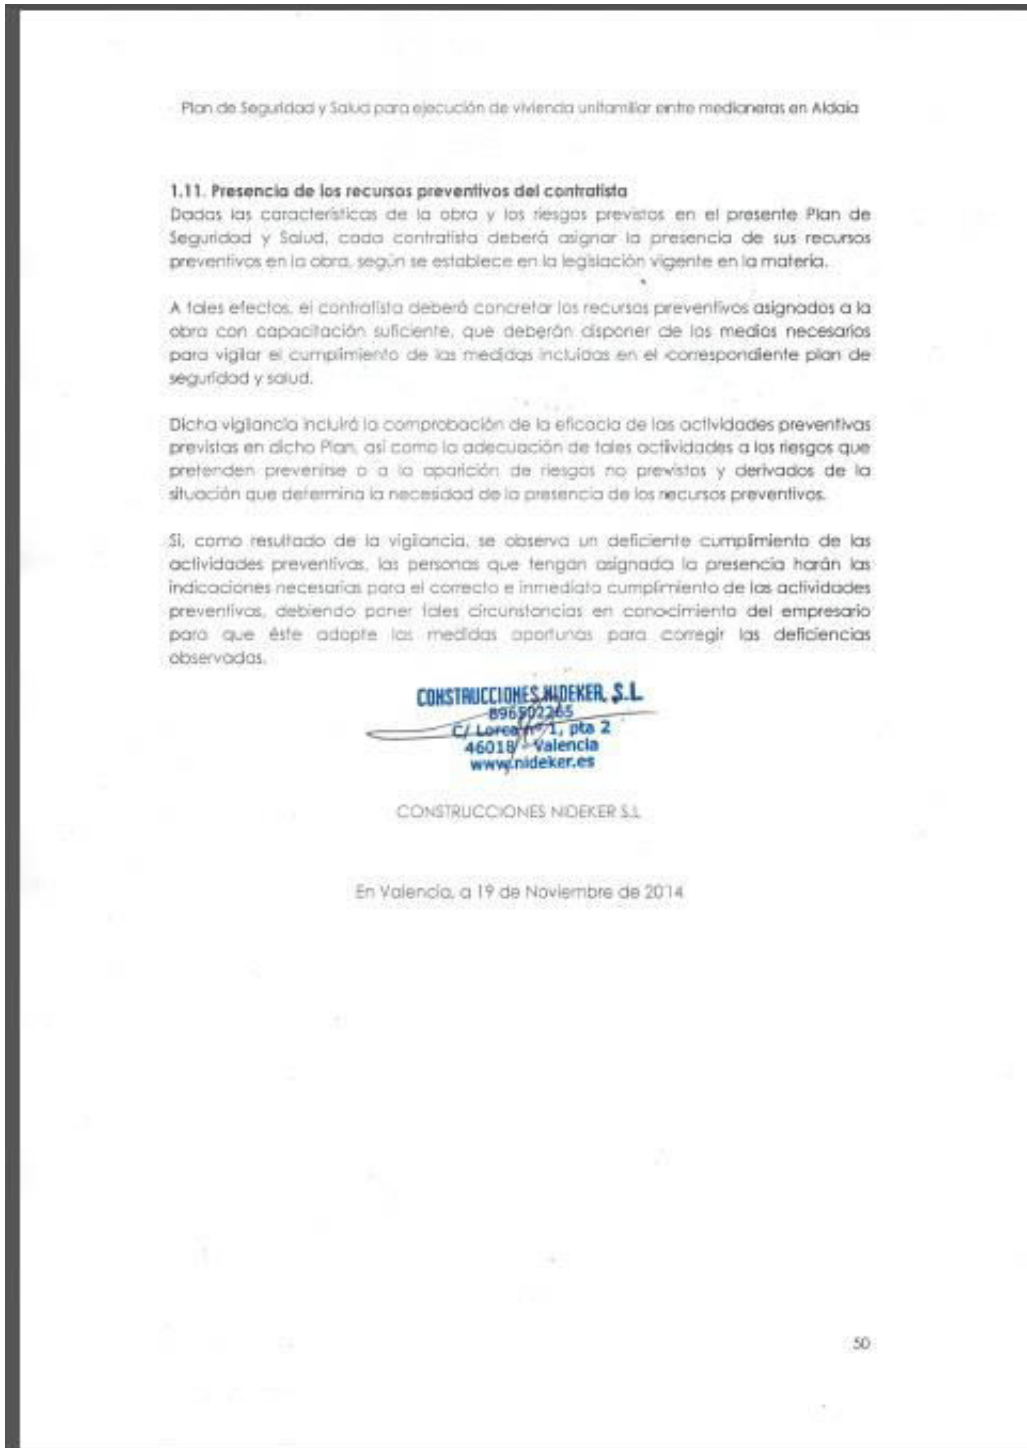 Plan de Seguridad y Salud para ejecución de vivienda unifamiliar entre medianeras en Aldaia
1.11. Presencia de los recursos preventivos del contratista
Dadas las características de la obra y los riesgos previstos en el presente Plan de
Seguridad y Salud, cada contratista deberá asignar la presencia de sus recursos
preventivos en la obra, según se establece en la legislación vigente en la materia.
A tales efectos, el contratista deberá concretar los recursos preventivos asignados a la
obra con capacitación suficiente, que deberán disponer de los medios necesarios
para vigilar el cumplimiento de las medidas incluidas en el correspondiente plan de
seguridad y salud.
Dicha vigilancia incluirá la comprobación de la eficacia de las actividades preventivas
previstas en dicho Plan, así como la adecuación de tales actividades a los riesgos que
pretenden prevenirse o a la aparición de riesgos no previstos y derivados de la
situación que determina la necesidad de la presencia de los recursos preventivos.
Si, como resultado de la vigilancia, se observa un deficiente cumplimiento de las
actividades preventivas, las personas que tengan asignada la presencia harán las
indicaciones necesarias para el correcto e inmediato cumplimiento de las actividades
preventivas, debiendo poner tales circunstancias en conocimiento del empresario
para que éste adopte las medidas oportunas para corregir las deficiencias
observadas.
CONSTRUCCIONES NIDEKER, S.L.
B96502265
C/ Lorca nº 1, pta 2
46018 - Valencia
www.nideker.es
CONSTRUCCIONES NIDEKER S.L
En Valencia, a 19 de Noviembre de 2014
50